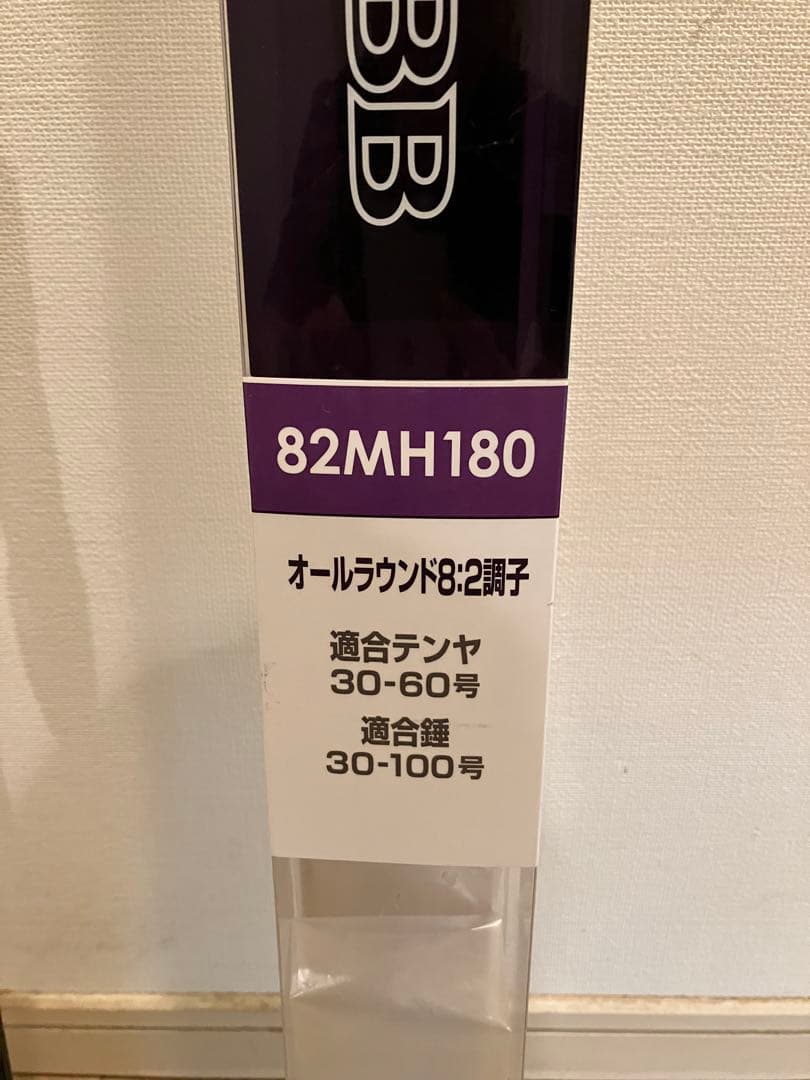 BB
82MH180
オールラウンド8:2調子
適合テンヤ
30-60号
適合錘
30-100号